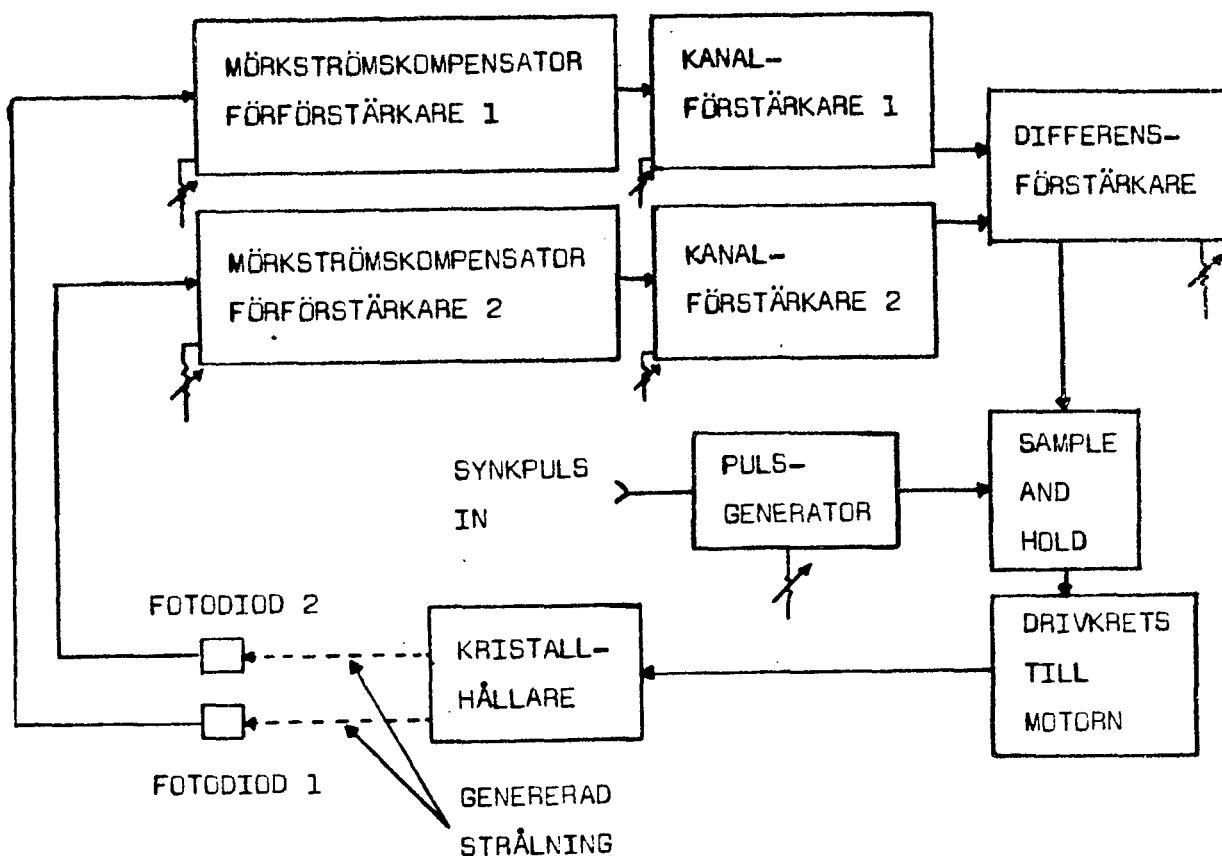 MÖRKSTRÖMSKOMPENSATOR
FÖRFÖRSTÄRKARE 1
KANAL-
FÖRSTÄRKARE 1
DIFFERENS-
FÖRSTÄRKARE
MÖRKSTRÖMSKOMPENSATOR
FÖRFÖRSTÄRKARE 2
KANAL-
FÖRSTÄRKARE 2
SYNKPULS
IN
PULS-
GENERATOR
SAMPLE
AND
HOLD
FOTODIOD 2
KRISTALL-
HÅLLARE
DRIVKRETS
TILL
MOTORN
FOTODIOD 1
GENERERAD
STRÅLNING